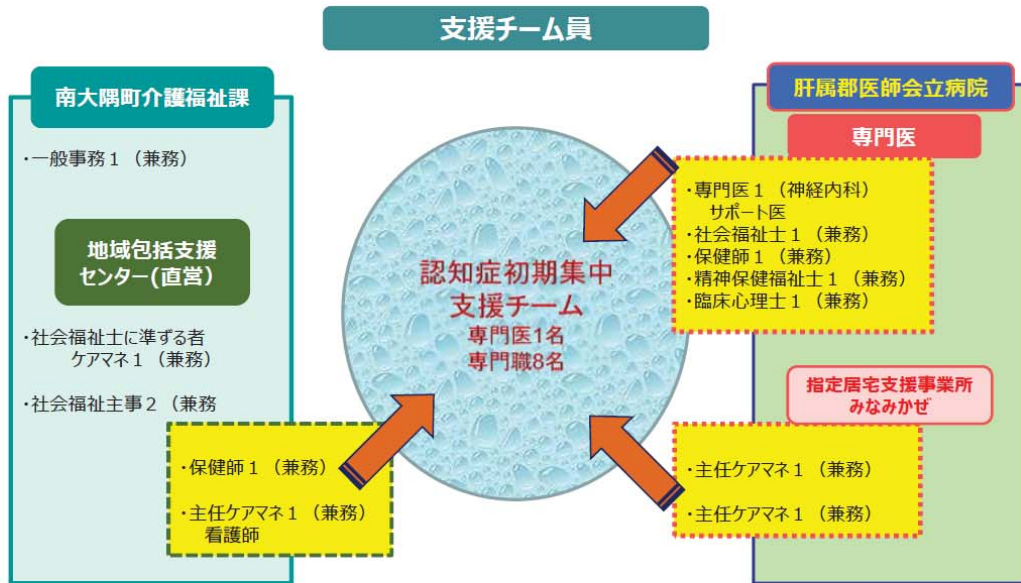 支援チーム員
南大隅町介護福祉課
・一般事務１（兼務）
地域包括支援
センター(直営）
・社会福祉士に準ずる者
ケアマネ１（兼務）
・社会福祉主事２（兼務
・保健師１（兼務）
・主任ケアマネ１（兼務）
看護師
認知症初期集中
支援チーム
専門医1名
専門職8名
肝属郡医師会立病院
専門医
・専門医１（神経内科）
サポート医
・社会福祉士１（兼務）
・保健師１（兼務）
・精神保健福祉士１（兼務）
・臨床心理士１（兼務）
指定居宅支援事業所
みなみかぜ
・主任ケアマネ１（兼務）
・主任ケアマネ１（兼務）